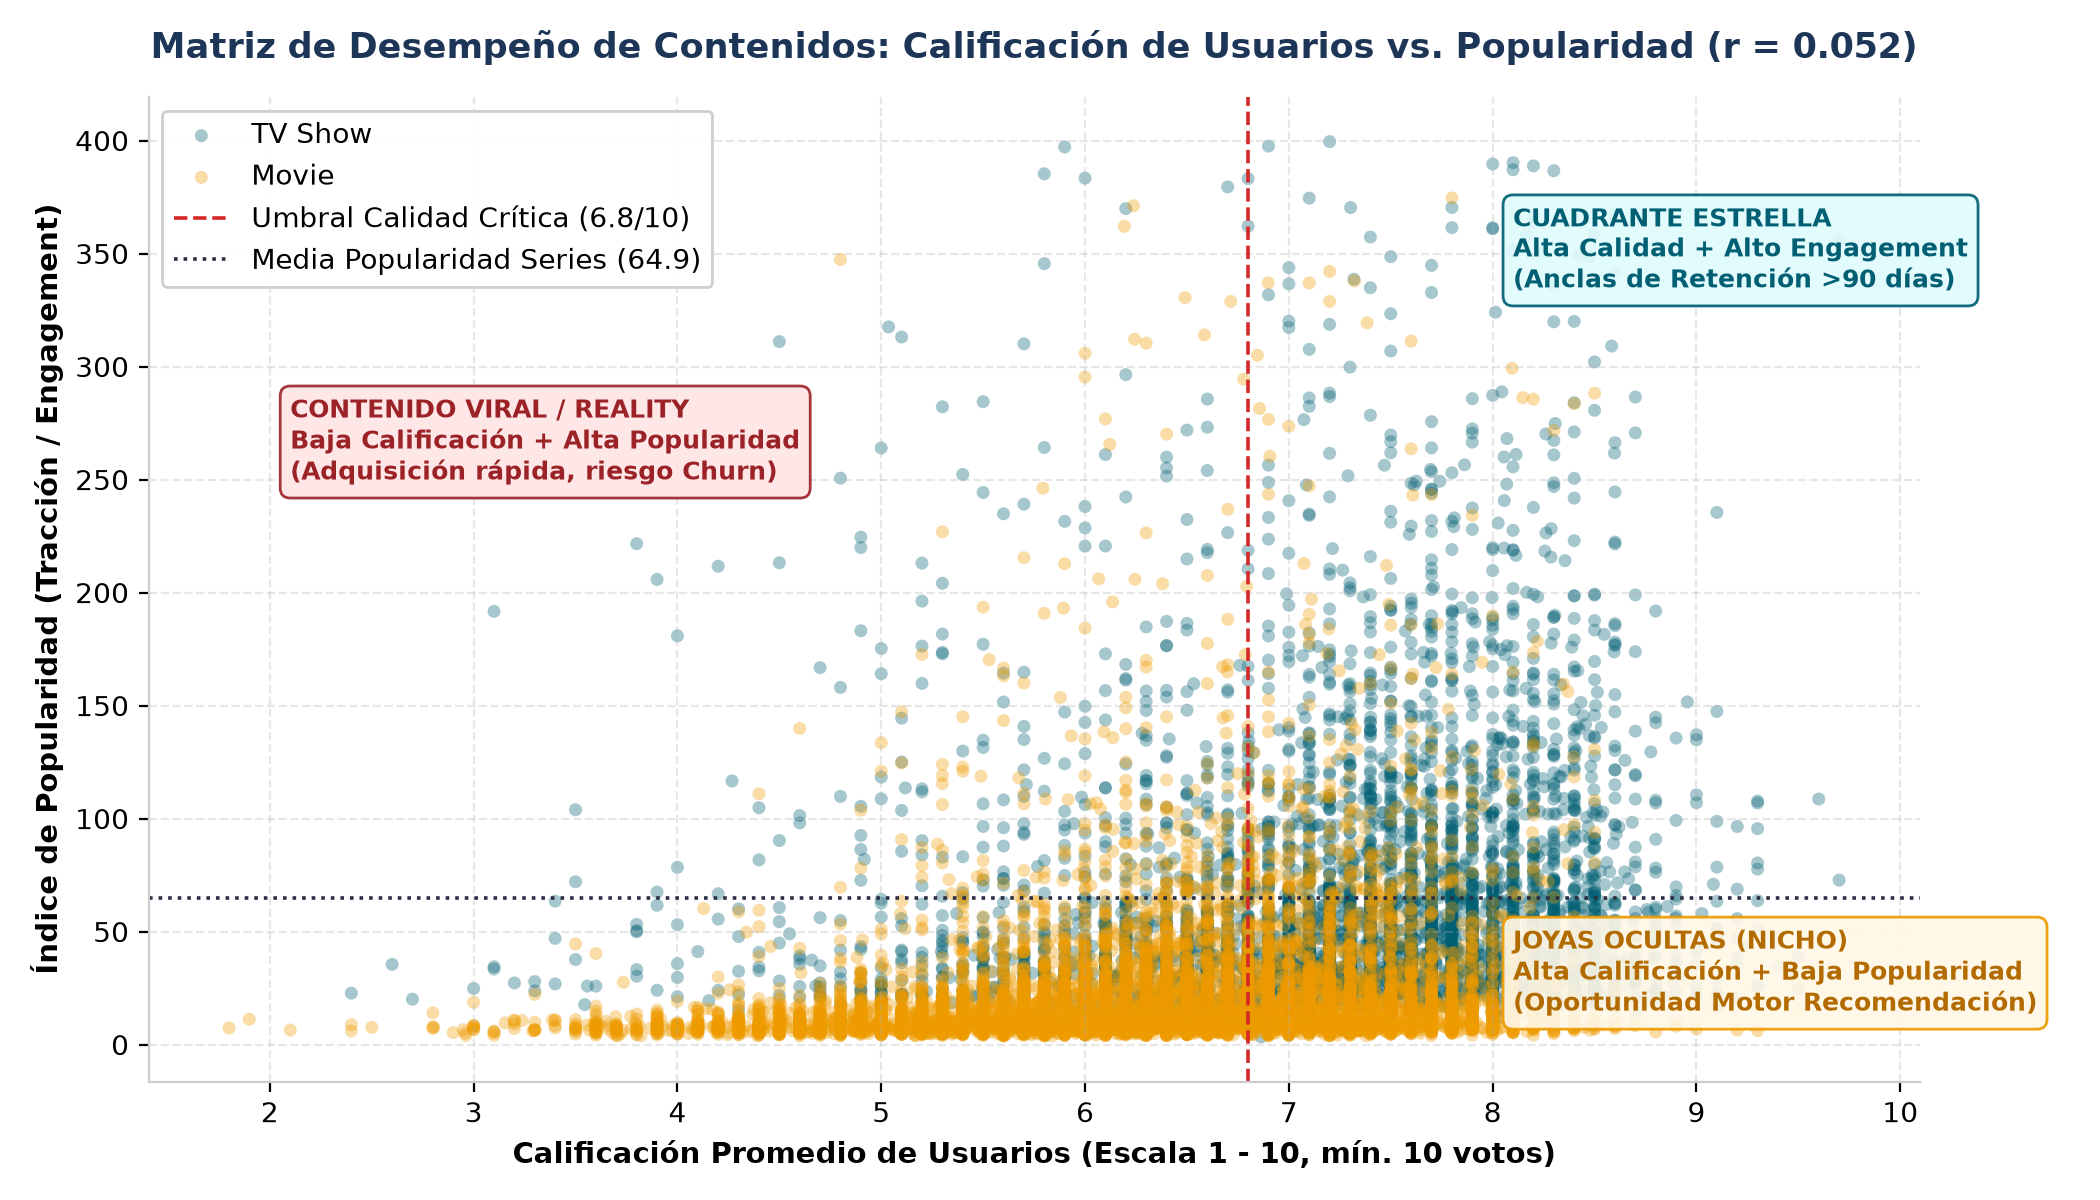 Matriz de Desempeño de Contenidos: Calificación de Usuarios vs. Popularidad (r = 0.052)
TV Show
Movie
Umbral Calidad Crítica (6.8/10)
Media Popularidad Series (64.9)
CUADRANTE ESTRELLA
Alta Calidad + Alto Engagement
(Anclas de Retención >90 días)
CONTENIDO VIRAL / REALITY
Baja Calificación + Alta Popularidad
(Adquisición rápida, riesgo Churn)
JOYAS OCULTAS (NICHO)
Alta Calificación + Baja Popularidad
(Oportunidad Motor Recomendación)
Índice de Popularidad (Tracción / Engagement)
400
350
300
250
200
150
100
50
0
2 3 4 5 6 7 8 9 10
Calificación Promedio de Usuarios (Escala 1 - 10, mín. 10 votos)